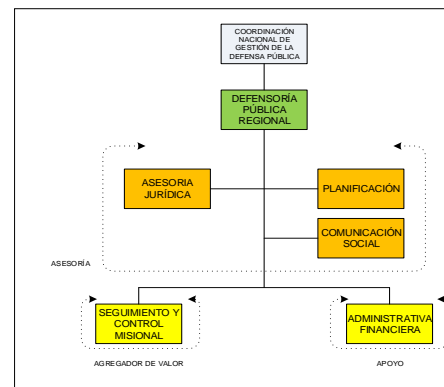 COORDINACIÓN
NACIONAL DE
GESTIÓN DE LA
DEFENSA PÚBLICA
DEFENSORÍA
PÚBLICA
REGIONAL
ASESORIA
JURÍDICA
PLANIFICACIÓN
COMUNICACIÓN
SOCIAL
ASESORÍA
SEGUIMIENTO Y
CONTROL
MISIONAL
ADMINISTRATIVA
FINANCIERA
AGREGADOR DE VALOR
APOYO